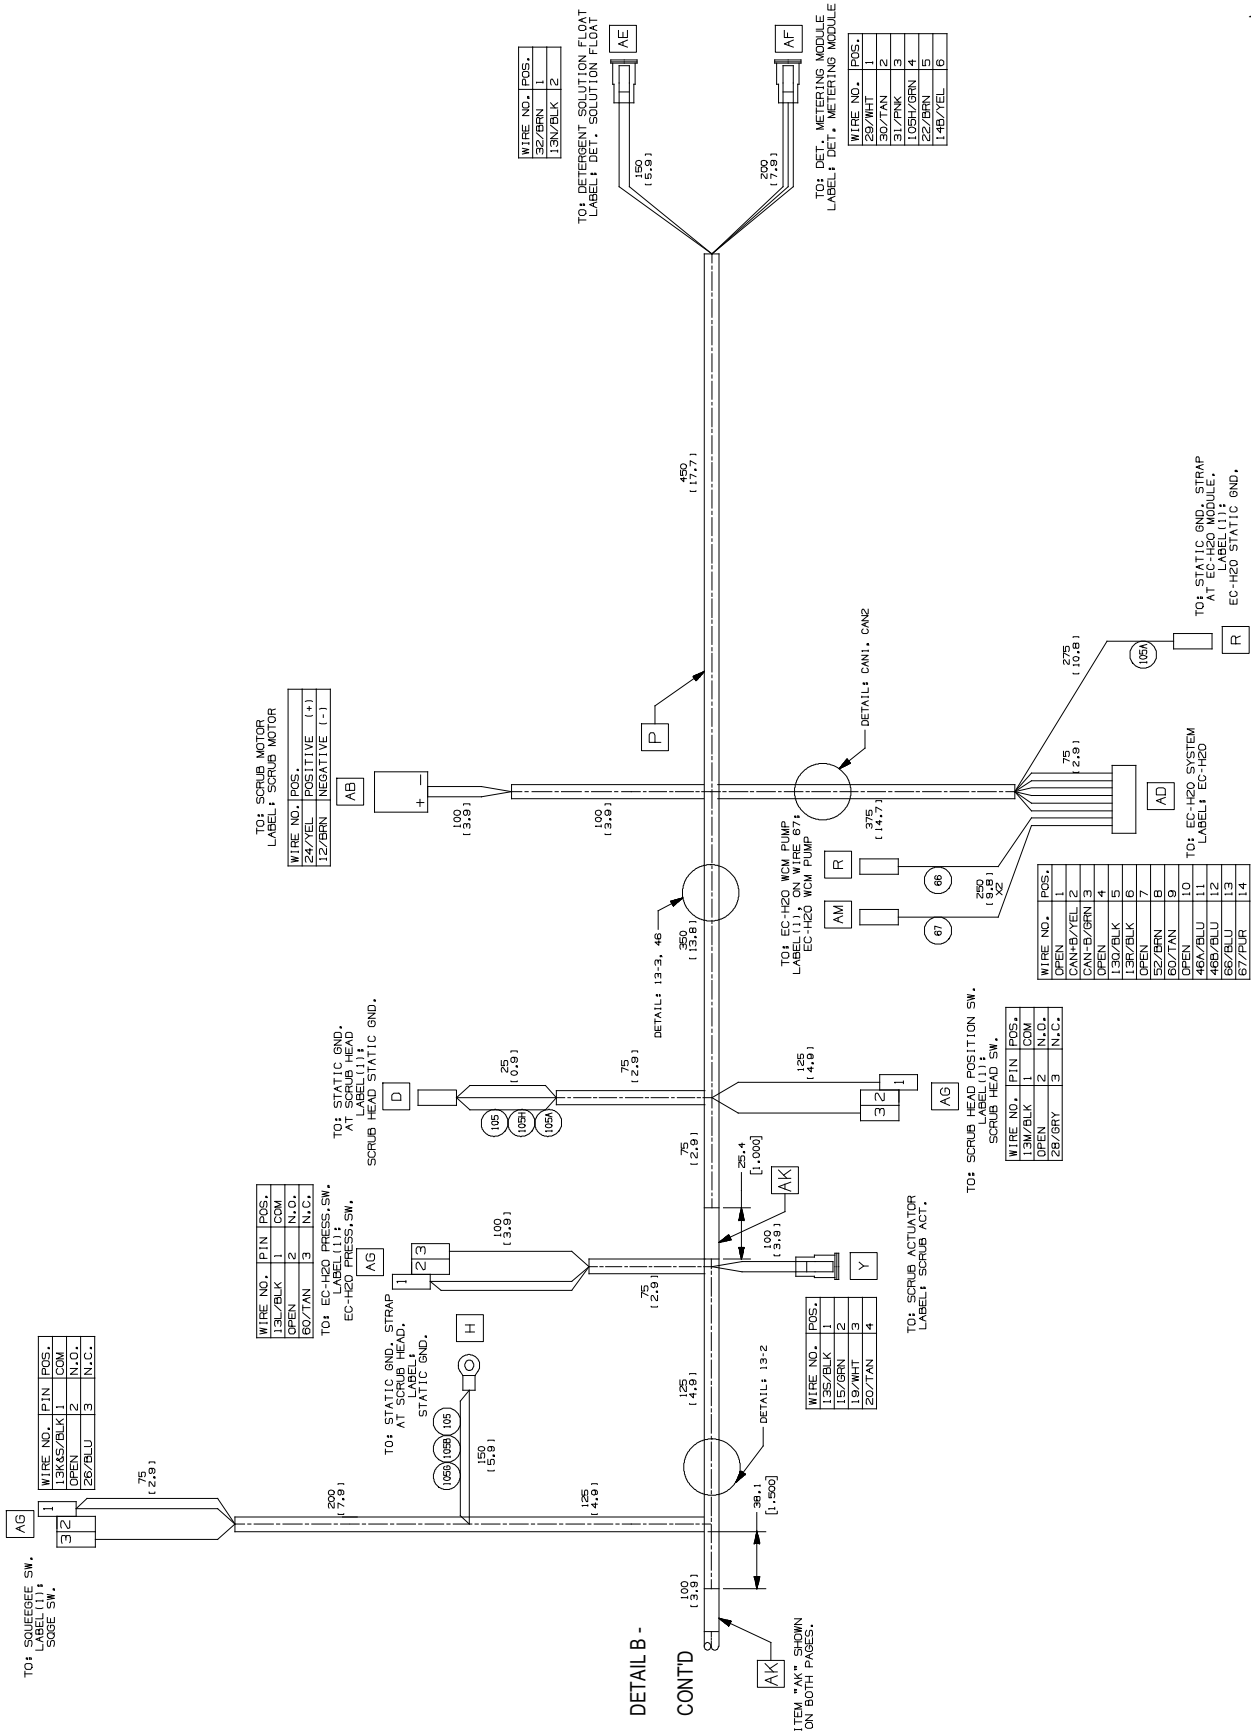 TO: SQUEEGEE SW.
LABEL(1):
SQGE SW.
AG
1
3 2
WIRE NO. PIN POS.
13K&S/BLK 1 COM
OPEN 2 N.O.
26/BLU 3 N.C.
75
[2.9]
200
[7.9]
125
[4.9]
TO: STATIC GND. STRAP
AT SCRUB HEAD.
LABEL:
STATIC GND.
H
105G 105B 105
150
[5.9]
WIRE NO. PIN POS.
13L/BLK 1 COM
OPEN 2 N.O.
60/TAN 3 N.C.
TO: EC-H2O PRESS.SW.
LABEL(1):
EC-H2O PRESS.SW.
AG
1
2 3
100
[3.9]
75
[2.9]
TO: STATIC GND.
AT SCRUB HEAD
LABEL(1):
SCRUB HEAD STATIC GND.
D
25
[0.9]
105 105H 105A
75
[2.9]
TO: SCRUB MOTOR
LABEL: SCRUB MOTOR
WIRE NO. POS.
24/YEL POSITIVE (+)
12/BRN NEGATIVE (-)
AB
+ -
100
[3.9]
100
[3.9]
WIRE NO. POS.
32/BRN 1
13N/BLK 2
TO: DETERGENT SOLUTION FLOAT
LABEL: DET. SOLUTION FLOAT
AE
150
[5.9]
AF
200
[7.9]
TO: DET. METERING MODULE
LABEL: DET. METERING MODULE
WIRE NO. POS.
29/WHT 1
30/TAN 2
31/PNK 3
105H/GRN 4
22/BRN 5
14B/YEL 6
DETAIL B -
CONT'D
100
[3.9]
AK
ITEM "AK" SHOWN
ON BOTH PAGES.
38.1
[1.500]
125
[4.9]
DETAIL: 13-2
25.4
[1.000]
AK
75
[2.9]
350
[13.8]
DETAIL: 13-3, 46
P
450
[17.7]
100
[3.9]
Y
TO: SCRUB ACTUATOR
LABEL: SCRUB ACT.
WIRE NO. POS.
13S/BLK 1
15/GRN 2
19/WHT 3
20/TAN 4
125
[4.9]
1
3 2
AG
TO: SCRUB HEAD POSITION SW.
LABEL(1):
SCRUB HEAD SW.
WIRE NO. PIN POS.
13M/BLK 1 COM
OPEN 2 N.O.
28/GRY 3 N.C.
DETAIL: CAN1. CAN2
375
[14.7]
TO: EC-H2O WCM PUMP
LABEL(1), ON WIRE 67:
EC-H2O WCM PUMP
AM
R
67
66
250
[9.8]
X2
75
[2.9]
AD
TO: EC-H2O SYSTEM
LABEL: EC-H2O
WIRE NO. POS.
OPEN 1
CAN+B/YEL 2
CAN-B/GRN 3
OPEN 4
13Q/BLK 5
13R/BLK 6
OPEN 7
52/BRN 8
60/TAN 9
OPEN 10
46A/BLU 11
46B/BLU 12
66/BLU 13
67/PUR 14
275
[10.8]
105A
R
TO: STATIC GND. STRAP
AT EC-H2O MODULE.
LABEL(1):
EC-H2O STATIC GND.